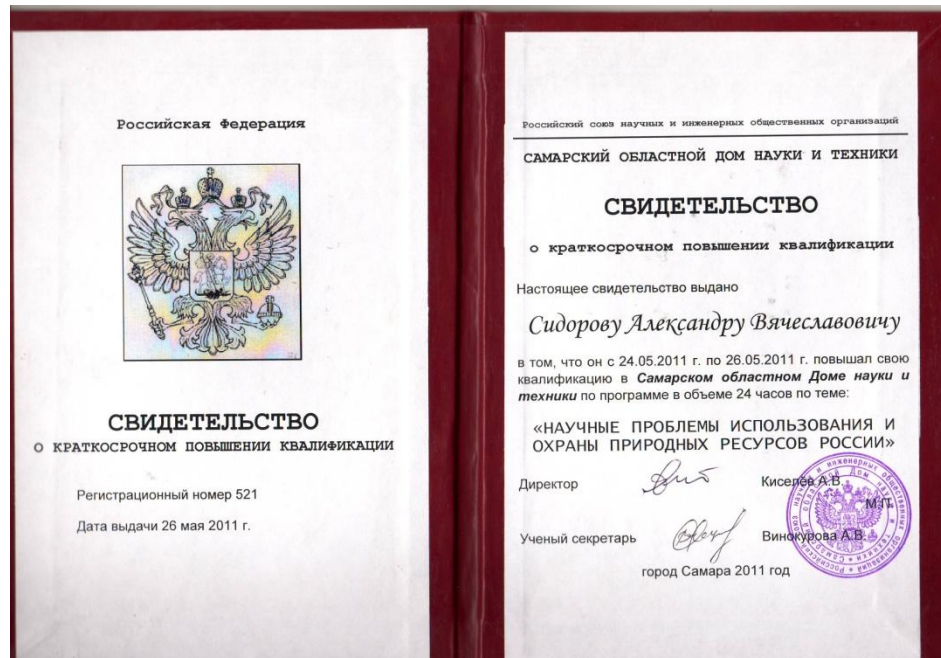 Российская Федерация
СВИДЕТЕЛЬСТВО
О КРАТКОСРОЧНОМ ПОВЫШЕНИИ КВАЛИФИКАЦИИ
Регистрационный номер 521
Дата выдачи 26 мая 2011 г.
Российский союз научных и инженерных общественных организаций
САМАРСКИЙ ОБЛАСТНОЙ ДОМ НАУКИ И ТЕХНИКИ
СВИДЕТЕЛЬСТВО
о краткосрочном повышении квалификации
Настоящее свидетельство выдано
Сидорову Александру Вячеславовичу
в том, что он с 24.05.2011 г. по 26.05.2011 г. повышал свою
квалификацию в Самарском областном Доме науки и
техники по программе в объеме 24 часов по теме:
«НАУЧНЫЕ ПРОБЛЕМЫ ИСПОЛЬЗОВАНИЯ И
ОХРАНЫ ПРИРОДНЫХ РЕСУРСОВ РОССИИ»
Директор Киселёв А.В.
М.П.
Ученый секретарь Винокурова А.В.
город Самара 2011 год